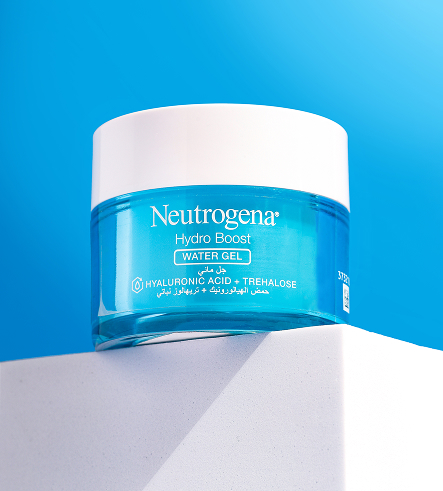 Neutrogena®
Hydro Boost
WATER GEL
جل مائي
HYALURONIC ACID + TREHALOSE
حمض الهيالورونيك + تريهالوز نباتي